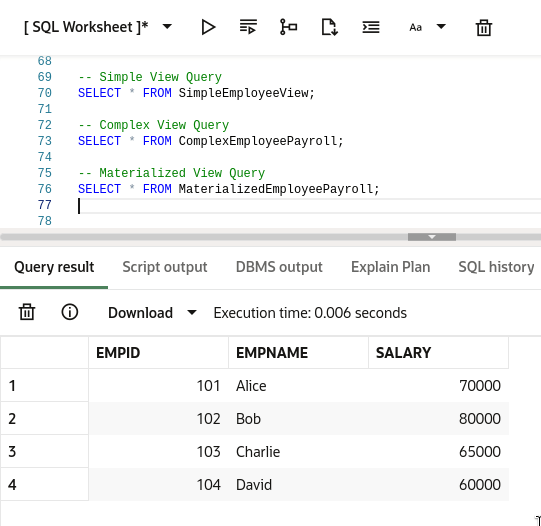 [ SQL Worksheet ]*
Aa
68
69 -- Simple View Query
70 SELECT * FROM SimpleEmployeeView;
71
72 -- Complex View Query
73 SELECT * FROM ComplexEmployeePayroll;
74
75 -- Materialized View Query
76 SELECT * FROM MaterializedEmployeePayroll;
77
78
Query result Script output DBMS output Explain Plan SQL history
Download Execution time: 0.006 seconds
EMPID EMPNAME SALARY
1 101 Alice 70000
2 102 Bob 80000
3 103 Charlie 65000
4 104 David 60000